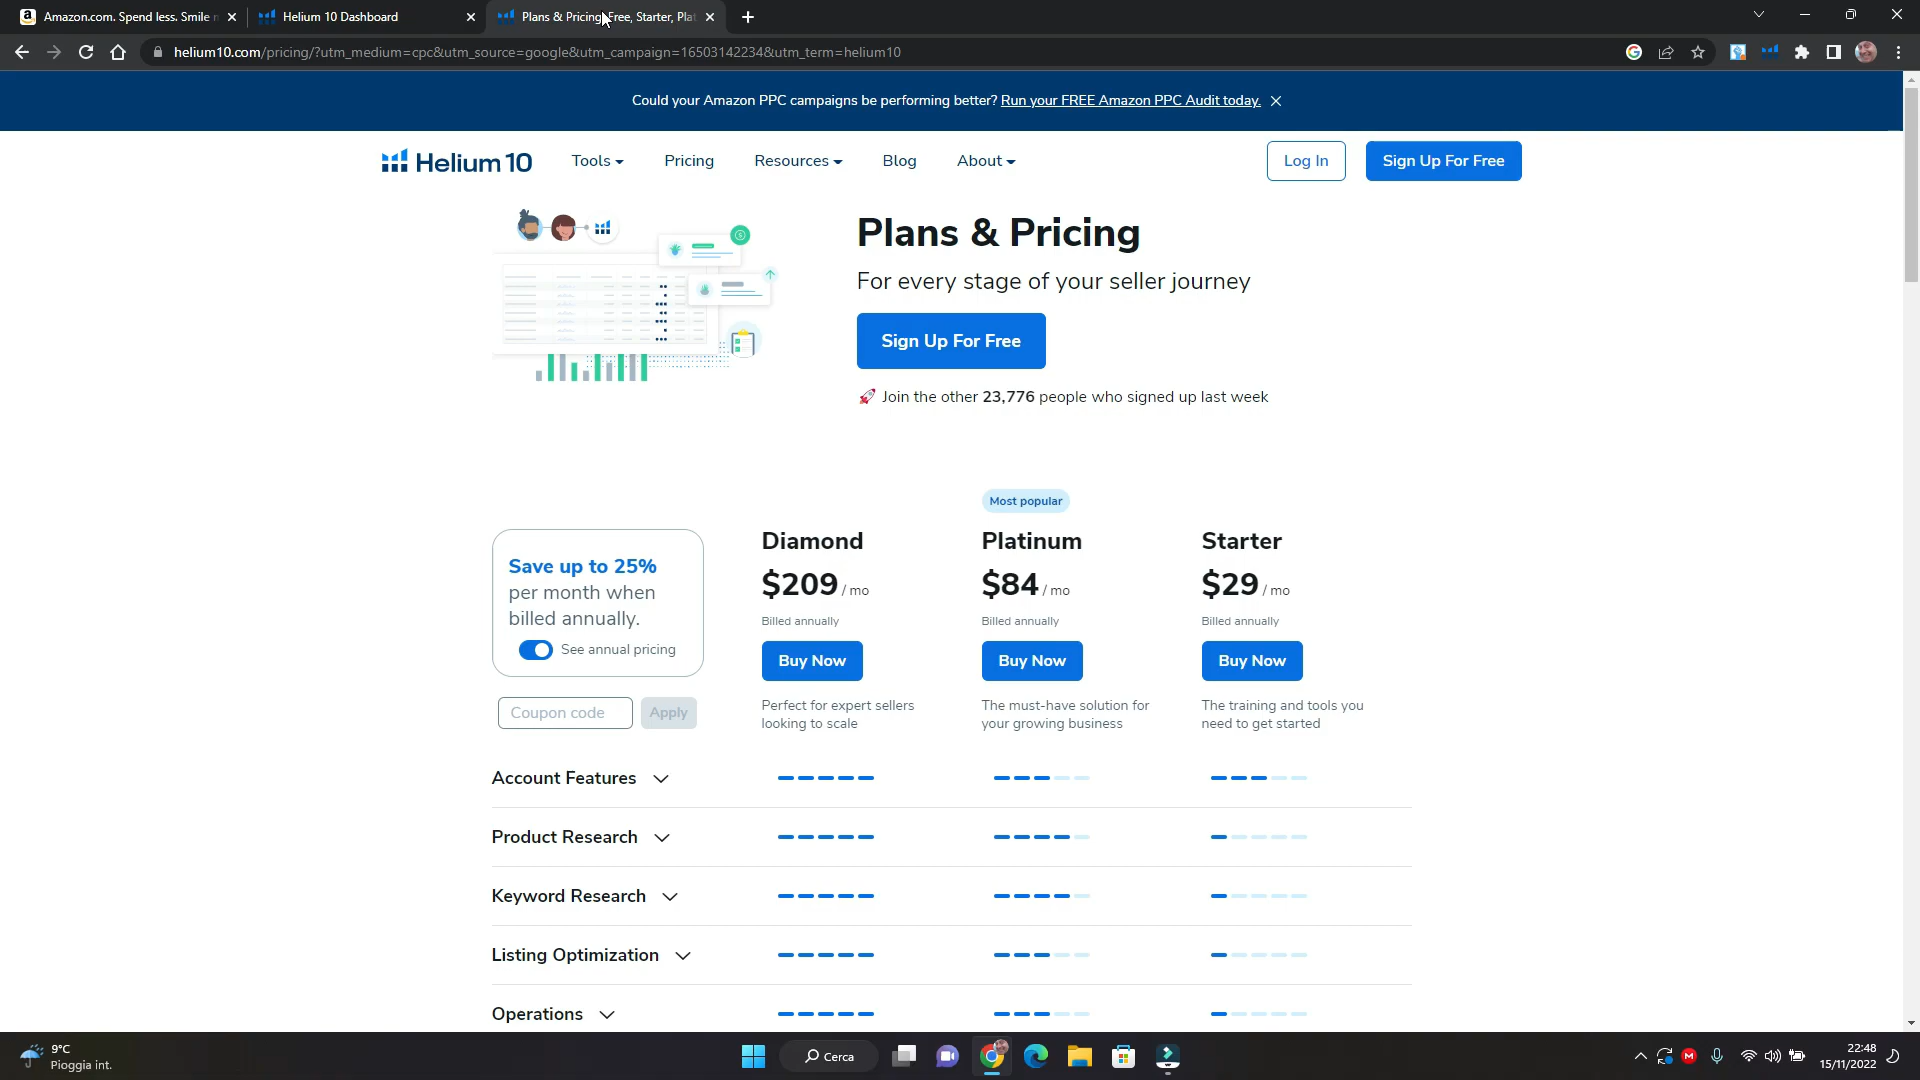 Amazon.com. Spend less. Smile
Helium 10 Dashboard
Plans & Pricing Free, Starter, Plat
helium10.com/pricing/?utm_medium=cpc&utm_source=google&utm_campaign=16503142234&utm_term=helium10
Could your Amazon PPC campaigns be performing better? Run your FREE Amazon PPC Audit today.
Helium 10
Tools
Pricing
Resources
Blog
About
Log In
Sign Up For Free
Plans & Pricing
For every stage of your seller journey
Sign Up For Free
Join the other 23,776 people who signed up last week
Save up to 25%
per month when
billed annually.
See annual pricing
Coupon code
Apply
Diamond
$209 / mo
Billed annually
Buy Now
Perfect for expert sellers
looking to scale
Most popular
Platinum
$84 / mo
Billed annually
Buy Now
The must-have solution for
your growing business
Starter
$29 / mo
Billed annually
Buy Now
The training and tools you
need to get started
Account Features
Product Research
Keyword Research
Listing Optimization
Operations
9°C
Pioggia int.
Cerca
22:48
15/11/2022